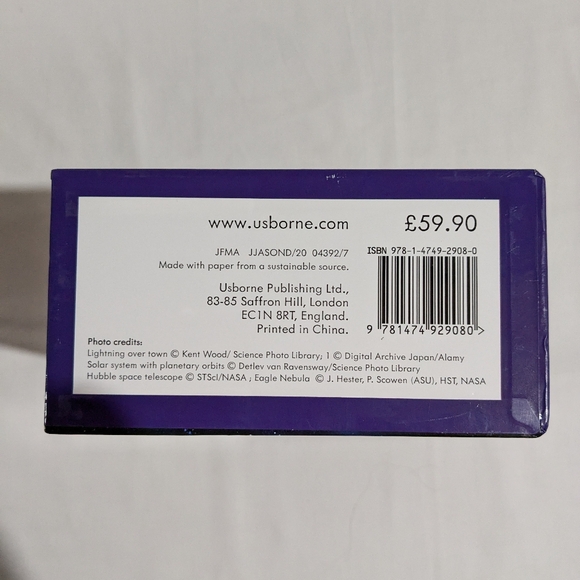 www.usborne.com £59.90
JFMA JJASOND/20 04392/7
Made with paper from a sustainable source.
ISBN 978-1-4749-2908-0
Usborne Publishing Ltd.,
83-85 Saffron Hill, London
EC1N 8RT, England.
Printed in China.
9 781474 929080>
Photo credits:
Lightning over town © Kent Wood/ Science Photo Library; 1 © Digital Archive Japan/Alamy
Solar system with planetary orbits © Detlev van Ravensway/Science Photo Library
Hubble space telescope © STScI/NASA ; Eagle Nebula © J. Hester, P. Scowen (ASU), HST, NASA